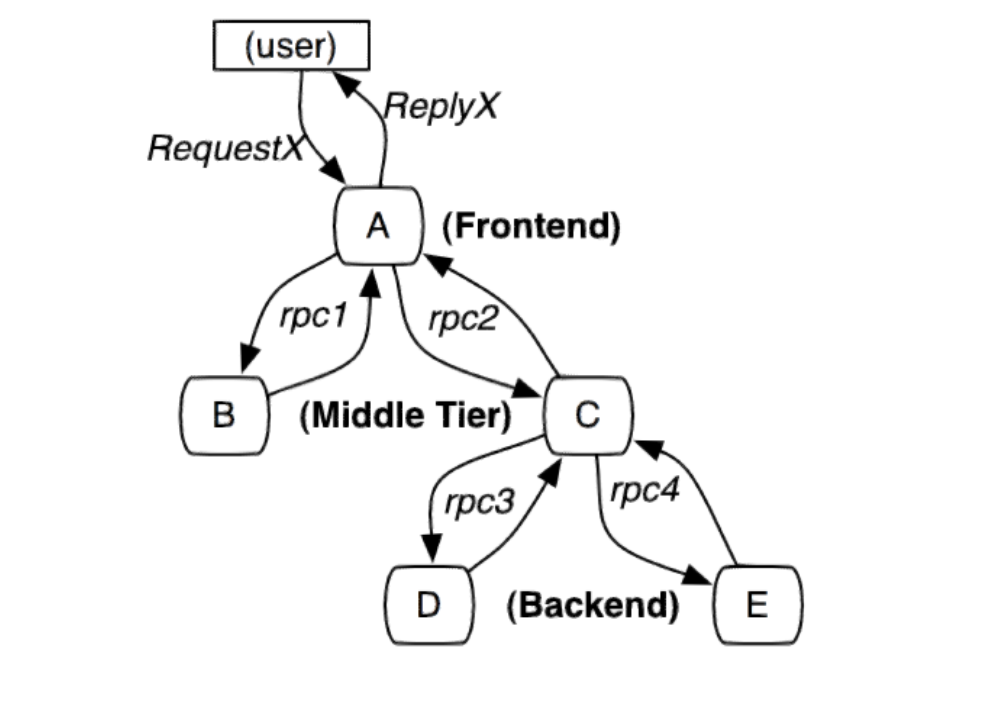 (user)
ReplyX
RequestX
A (Frontend)
rpc1 rpc2
B (Middle Tier) C
rpc3 rpc4
D (Backend) E